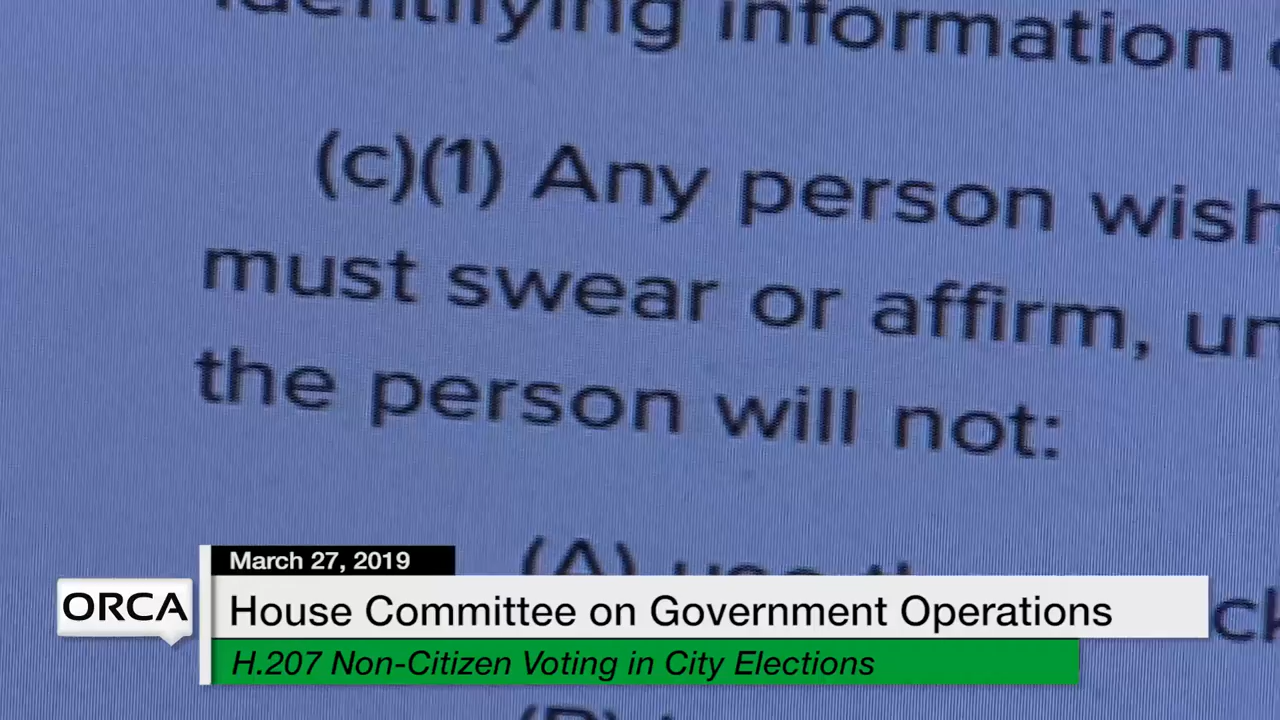 identifying information
(c)(1) Any person wish
must swear or affirm, un
the person will not:
(A)
March 27, 2019
ORCA
House Committee on Government Operations
H.207 Non-Citizen Voting in City Elections